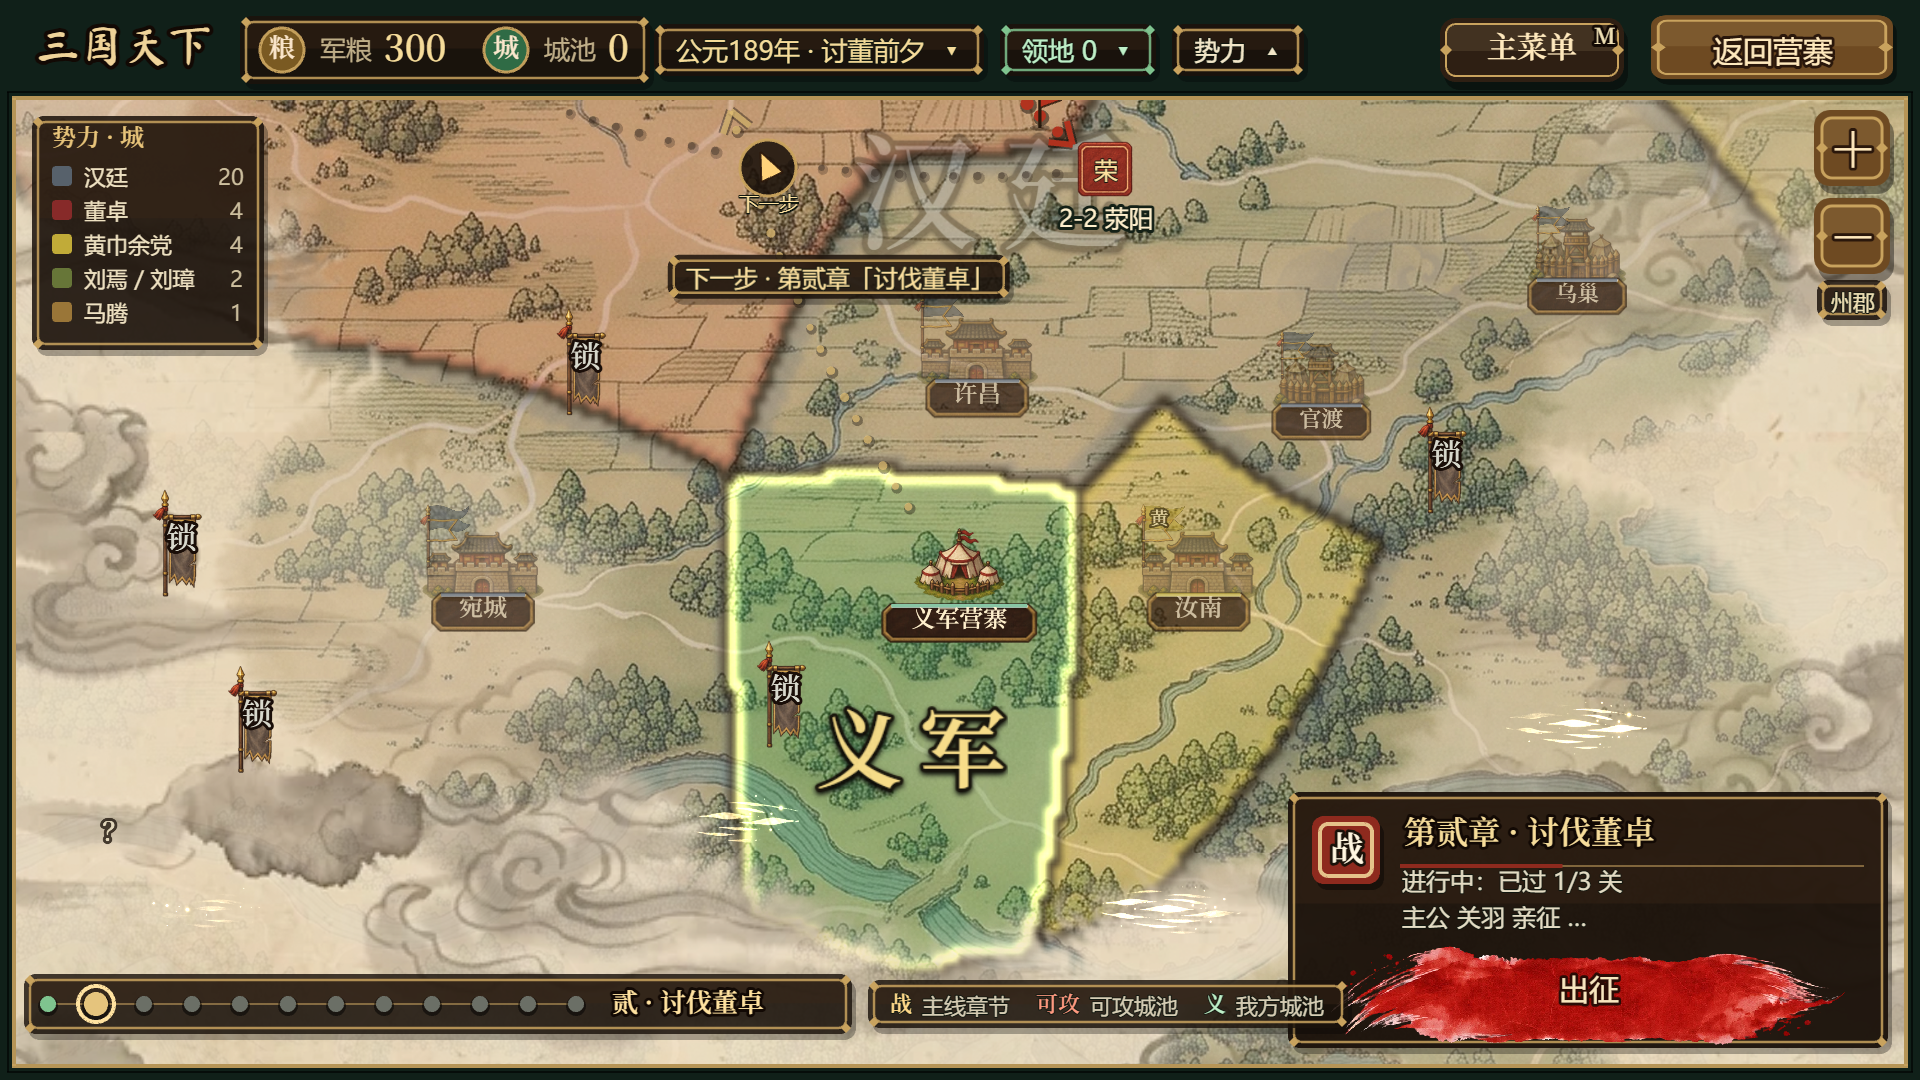 三国天下
粮 军粮 300 城 城池 0
公元189年 · 讨董前夕 ▼
领地 0 ▼
势力 ▲
主菜单 M
返回营寨
势力 · 城
汉廷 20
董卓 4
黄巾余党 4
刘焉 / 刘璋 2
马腾 1
汉廷
荣
2-2 荥阳
下一步
下一步 · 第贰章「讨伐董卓」
乌巢
州郡
锁
许昌
官渡
锁
锁
宛城
黄
汝南
义军营寨
锁
锁
义军
?
战
第贰章 · 讨伐董卓
进行中：已过 1/3 关
主公 关羽 亲征 ...
出征
贰 · 讨伐董卓
战 主线章节 可攻 可攻城池 义 我方城池